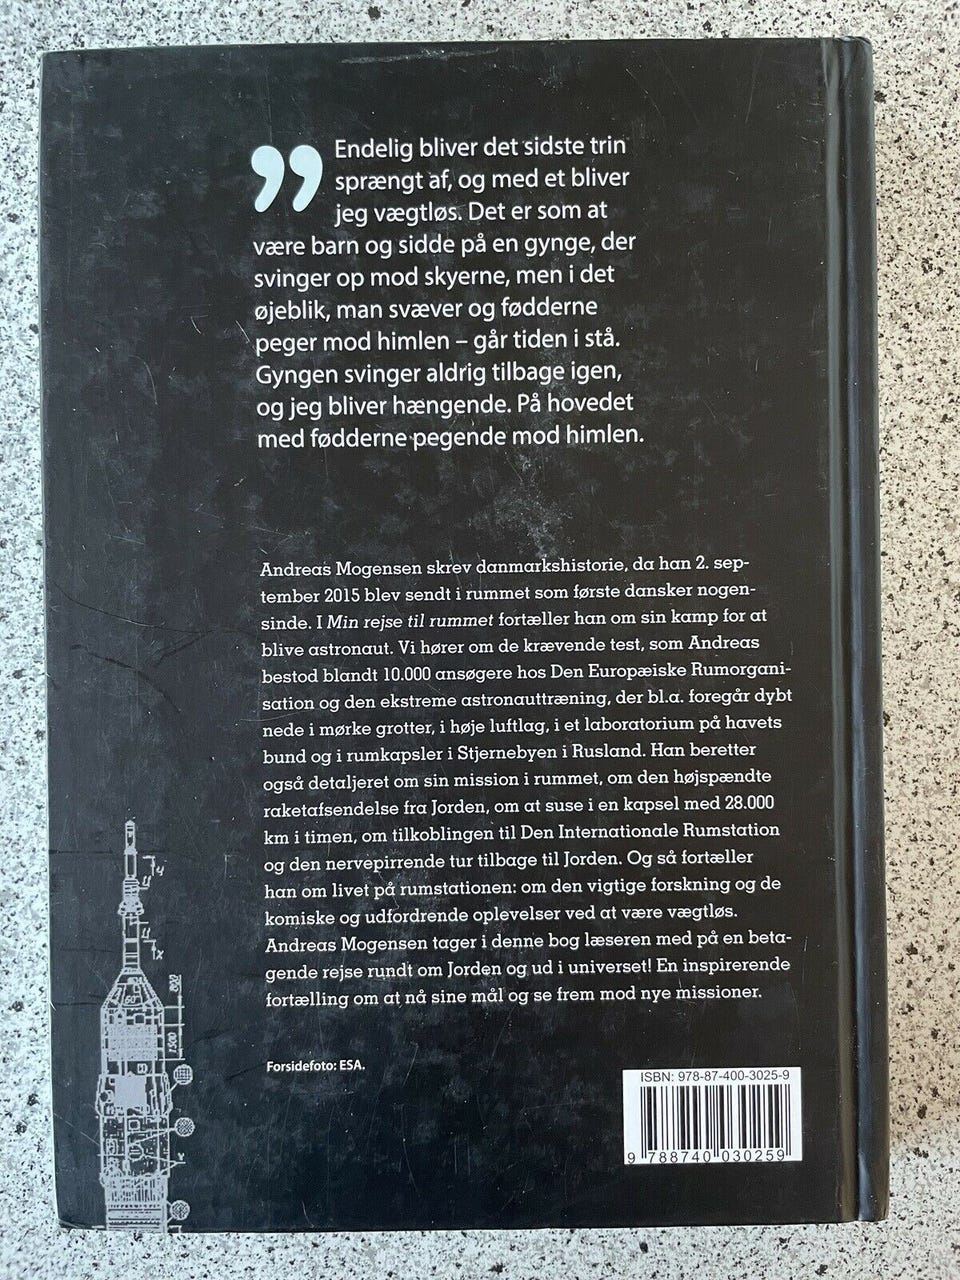 ” Endelig bliver det sidste trin
sprængt af, og med et bliver
jeg vægtløs. Det er som at
være barn og sidde på en gynge, der
svinger op mod skyerne, men i det
øjeblik, man svæver og fødderne
peger mod himlen – går tiden i stå.
Gyngen svinger aldrig tilbage igen,
og jeg bliver hængende. På hovedet
med fødderne pegende mod himlen.
Andreas Mogensen skrev danmarkshistorie, da han 2. sep-
tember 2015 blev sendt i rummet som første dansker nogen-
sinde. I Min rejse til rummet fortæller han om sin kamp for at
blive astronaut. Vi hører om de krævende test, som Andreas
bestod blandt 10.000 ansøgere hos Den Europæiske Rumorgani-
sation og den ekstreme astronauttræning, der bl.a. foregår dybt
nede i mørke grotter, i høje luftlag, i et laboratorium på havets
bund og i rumkapsler i Stjernebyen i Rusland. Han beretter
også detaljeret om sin mission i rummet, om den højspændte
raketafsendelse fra Jorden, om at suse i en kapsel med 28.000
km i timen, om tilkoblingen til Den Internationale Rumstation
og den nervepirrende tur tilbage til Jorden. Og så fortæller
han om livet på rumstationen: om den vigtige forskning og de
komiske og udfordrende oplevelser ved at være vægtløs.
Andreas Mogensen tager i denne bog læseren med på en beta-
gende rejse rundt om Jorden og ud i universet! En inspirerende
fortælling om at nå sine mål og se frem mod nye missioner.
Forsidefoto: ESA.
ISBN: 978-87-400-3025-9
9 788740 030259
800
1500